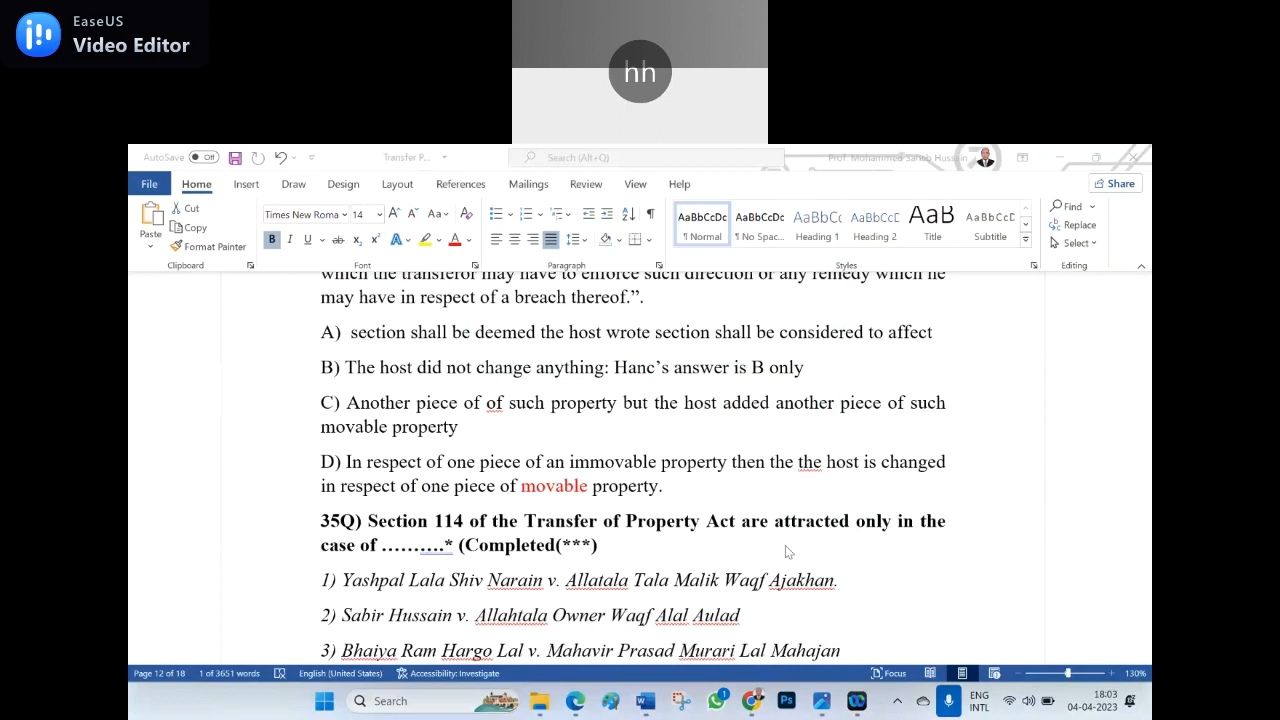 EaseUS
Video Editor
hh
AutoSave Off Transfer P... Search (Alt+Q) Prof. Mohammed Saheb Hussain
File Home Insert Draw Design Layout References Mailings Review View Help Share
Paste Cut Copy Format Painter
Times New Roma 14
AaBbCcDc AaBbCcDc AaBbCc AaBbCcD AaB AaBbCcD
¶ Normal ¶ No Spac... Heading 1 Heading 2 Title Subtitle
Find Replace Select
Clipboard Font Paragraph Styles Editing
which the transferor may have to enforce such direction or any remedy which he
may have in respect of a breach thereof.”.
A) section shall be deemed the host wrote section shall be considered to affect
B) The host did not change anything: Hanc’s answer is B only
C) Another piece of of such property but the host added another piece of such
movable property
D) In respect of one piece of an immovable property then the the host is changed
in respect of one piece of movable property.
35Q) Section 114 of the Transfer of Property Act are attracted only in the
case of ……….* (Completed(***)
1) Yashpal Lala Shiv Narain v. Allatala Tala Malik Waqf Ajakhan.
2) Sabir Hussain v. Allahtala Owner Waqf Alal Aulad
3) Bhaiya Ram Hargo Lal v. Mahavir Prasad Murari Lal Mahajan
Page 12 of 18 1 of 3651 words English (United States) Accessibility: Investigate Focus 130%
Search 1 Ps ENG INTL 18:03 04-04-2023